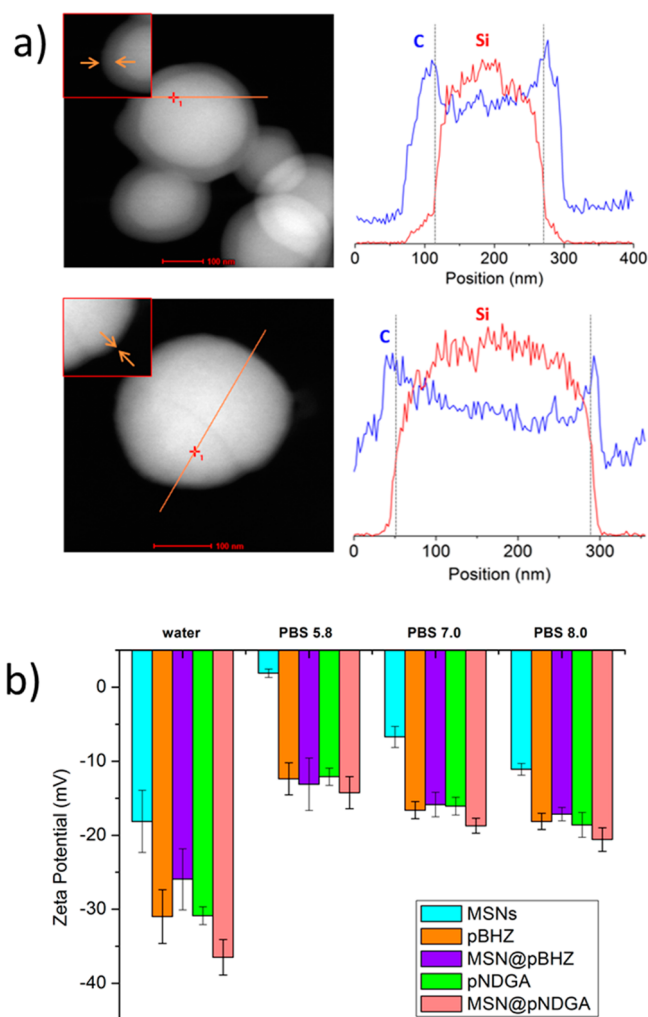 a)
1
100 nm
C
Si
0 100 200 300 400
Position (nm)
1
100 nm
C
Si
0 100 200 300
Position (nm)
b)
water PBS 5.8 PBS 7.0 PBS 8.0
0
-10
-20
-30
-40
Zeta Potential (mV)
MSNs
pBHZ
MSN@pBHZ
pNDGA
MSN@pNDGA